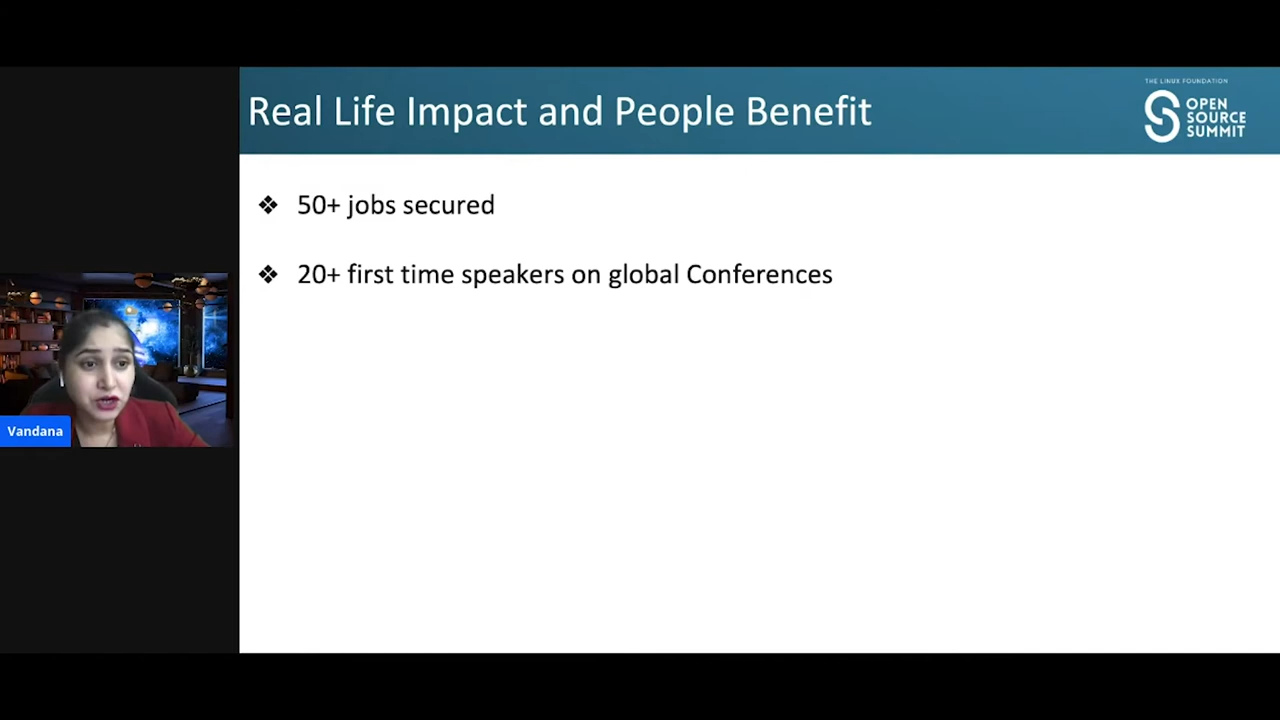 Real Life Impact and People Benefit
THE LINUX FOUNDATION
OPEN
SOURCE
SUMMIT
❖ 50+ jobs secured
❖ 20+ first time speakers on global Conferences
Vandana